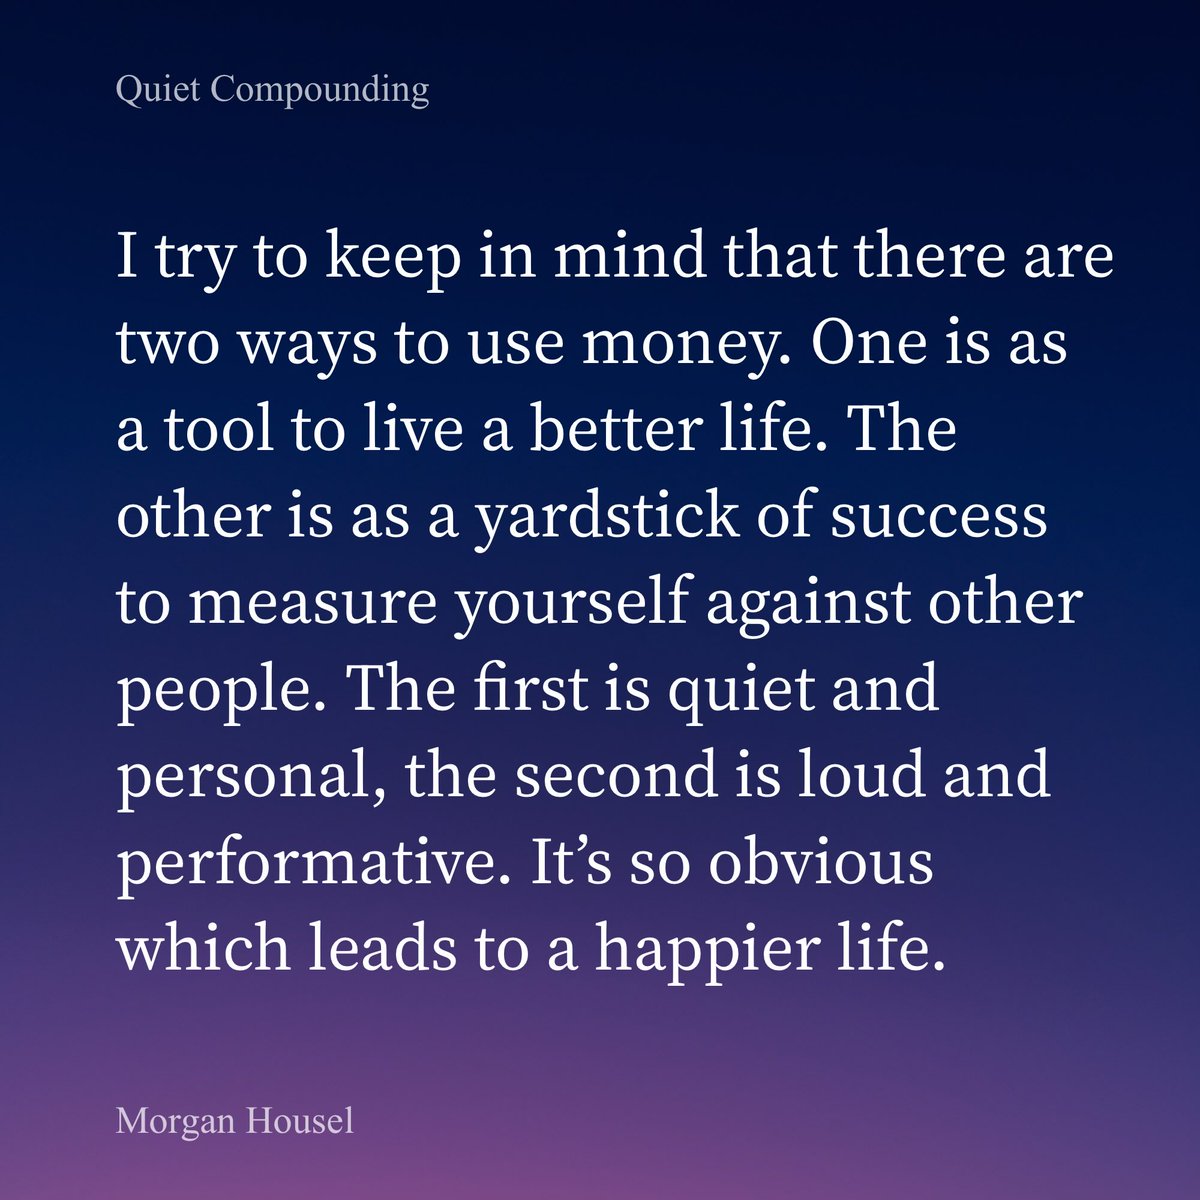 Quiet Compounding
I try to keep in mind that there are
two ways to use money. One is as
a tool to live a better life. The
other is as a yardstick of success
to measure yourself against other
people. The first is quiet and
personal, the second is loud and
performative. It’s so obvious
which leads to a happier life.
Morgan Housel